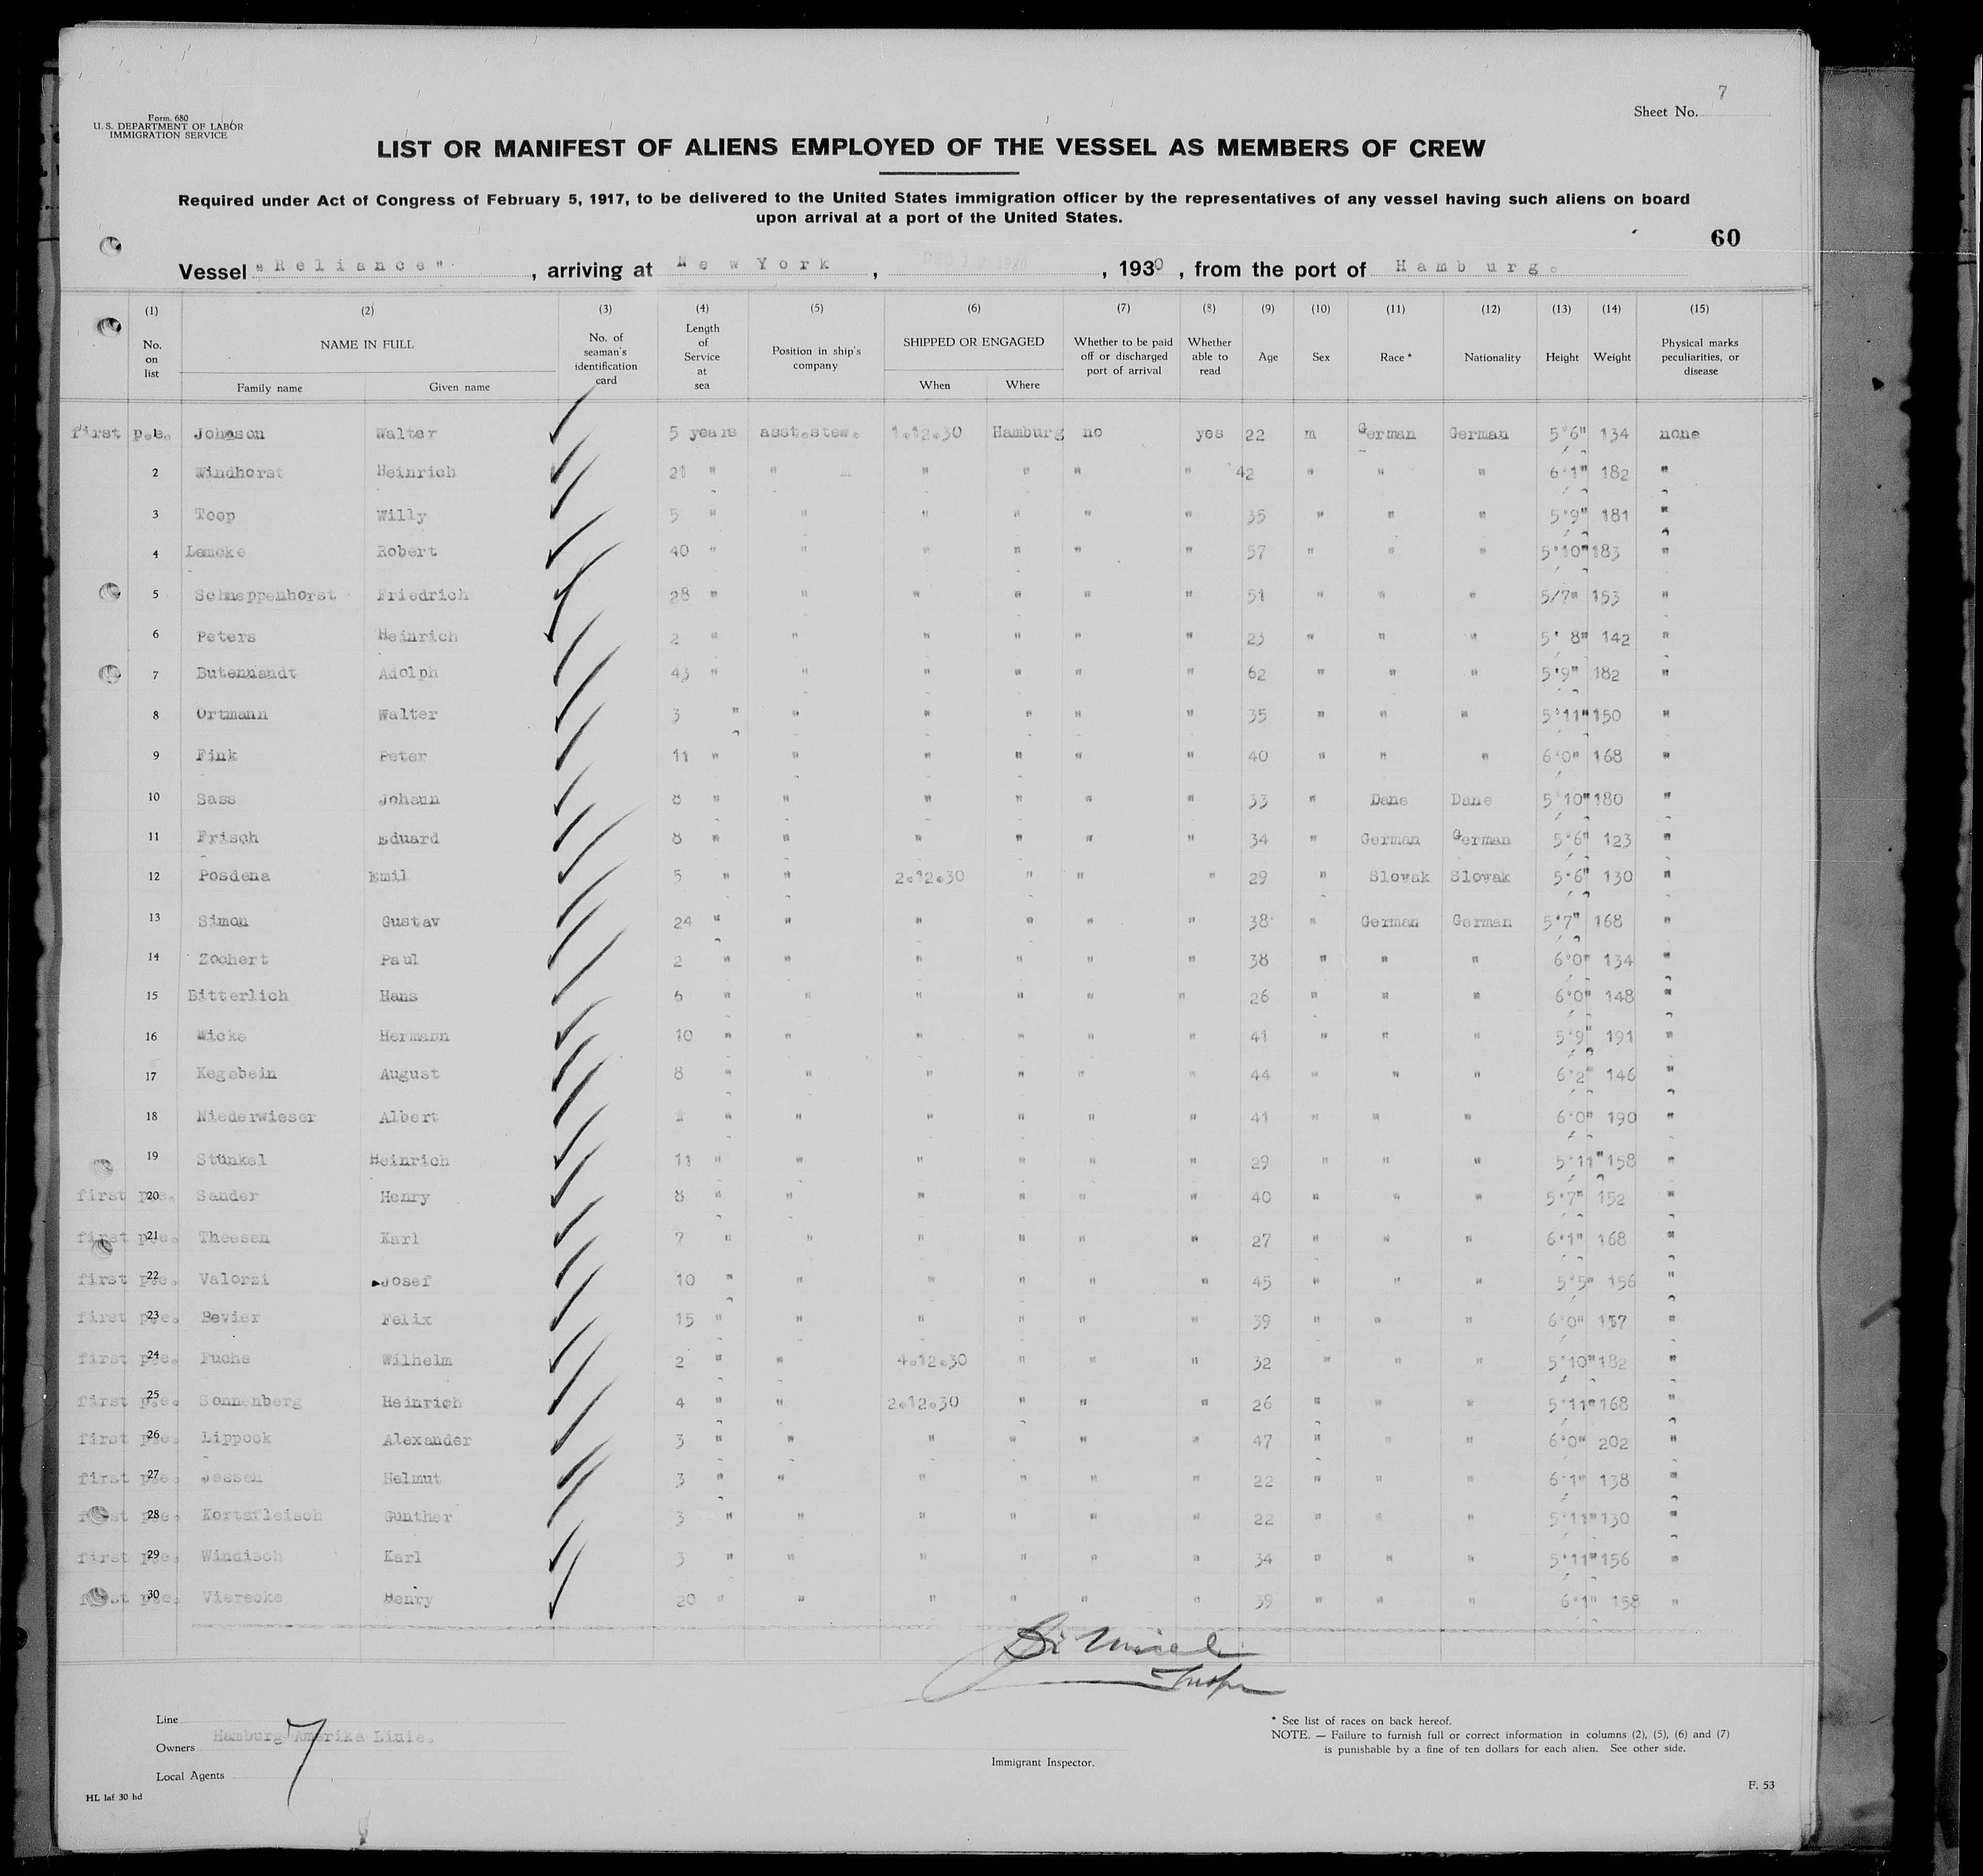 Form. 680
U. S. DEPARTMENT OF LABOR
IMMIGRATION SERVICE
Sheet No. 7
LIST OR MANIFEST OF ALIENS EMPLOYED OF THE VESSEL AS MEMBERS OF CREW
Required under Act of Congress of February 5, 1917, to be delivered to the United States immigration officer by the representatives of any vessel having such aliens on board
upon arrival at a port of the United States.
60
Vessel "Reliance", arriving at New York, DEC 1930, 1930, from the port of Hamburg.
(1) (2) (3) (4) (5) (6) (7) (8) (9) (10) (11) (12) (13) (14) (15)
No. on list NAME IN FULL Family name Given name No. of seaman's identification card Length of Service at sea Position in ship's company SHIPPED OR ENGAGED When Where Whether to be paid off or discharged port of arrival Whether able to read Age Sex Race * Nationality Height Weight Physical marks peculiarities, or disease
first p.e. Johnson Walter 5 years asst.stew. 1.12.30 Hamburg no yes 22 m German German 5'6" 134 none
2 Windhorst Heinrich 21 " " " " " " 42 " " " 6'1" 182 "
3 Toop Willy 5 " " " " " " 35 " " " 5'9" 181 "
4 Lemcke Robert 40 " " " " " " 57 " " " 5'10" 183 "
5 Schneppenhorst Friedrich 28 " " " " " " 51 " " " 5/7" 153 "
6 Peters Heinrich 2 " " " " " " 23 " " " 5' 8" 142 "
7 Butennandt Adolph 43 " " " " " " 62 " " " 5'9" 182 "
8 Ortmann Walter 3 " " " " " " 35 " " " 5'11" 150 "
9 Fink Peter 11 " " " " " " 40 " " " 6'0" 168 "
10 Sass Johann 8 " " " " " " 33 " Dane Dane 5'10" 180 "
11 Frisch Eduard 8 " " " " " " 34 " German German 5'6" 123 "
12 Posdena Emil 5 " " 2.12.30 " " " 29 " Slowak Slowak 5'6" 130 "
13 Simon Gustav 24 " " " " " " 38 " German German 5'7" 168 "
14 Zochert Paul 2 " " " " " " 38 " " " 6'0" 134 "
15 Bitterlich Hans 6 " " " " " " 26 " " " 6'0" 148 "
16 Wicke Hermann 10 " " " " " " 41 " " " 5'9" 191 "
17 Kegebein August 8 " " " " " " 44 " " " 6'2" 146 "
18 Niederwieser Albert " " " " " " 41 " " " 6'0" 190 "
19 Stünkel Heinrich 11 " " " " " " 29 " " " 5'11" 158 "
first p.e. 20 Sander Henry 8 " " " " " " 40 " " " 5'7" 152 "
first p.e. 21 Theesen Karl 7 " " " " " " 27 " " " 6'1" 168 "
first p.e. 22 Valorzi Josef 10 " " " " " " 45 " " " 5'5" 156 "
first p.e. 23 Bevier Felix 15 " " " " " " 39 " " " 6'0" 157 "
first p.e. 24 Fuchs Wilhelm 2 " " 4.12.30 " " " 32 " " " 5'10" 182 "
first p.e. 25 Sonnenberg Heinrich 4 " " 2.12.30 " " " 26 " " " 5'11" 168 "
first p.e. 26 Lippock Alexander 3 " " " " " " 47 " " " 6'0" 202 "
first p.e. 27 Jessen Helmut 3 " " " " " " 22 " " " 6'1" 138 "
first p.e. 28 Kortsfleisch Gunther 3 " " " " " " 22 " " " 5'11" 130 "
first p.e. 29 Windisch Karl 3 " " " " " " 34 " " " 5'11" 156 "
first p.e. 30 Vierecke Henry 20 " " " " " " 39 " " " 6'1" 158 "
Line
Owners Hamburg Amerika Linie.
Local Agents
7
Immigrant Inspector.
* See list of races on back hereof.
NOTE. — Failure to furnish full or correct information in columns (2), (5), (6) and (7)
is punishable by a fine of ten dollars for each alien. See other side.
HL laf 30 hd
F. 53